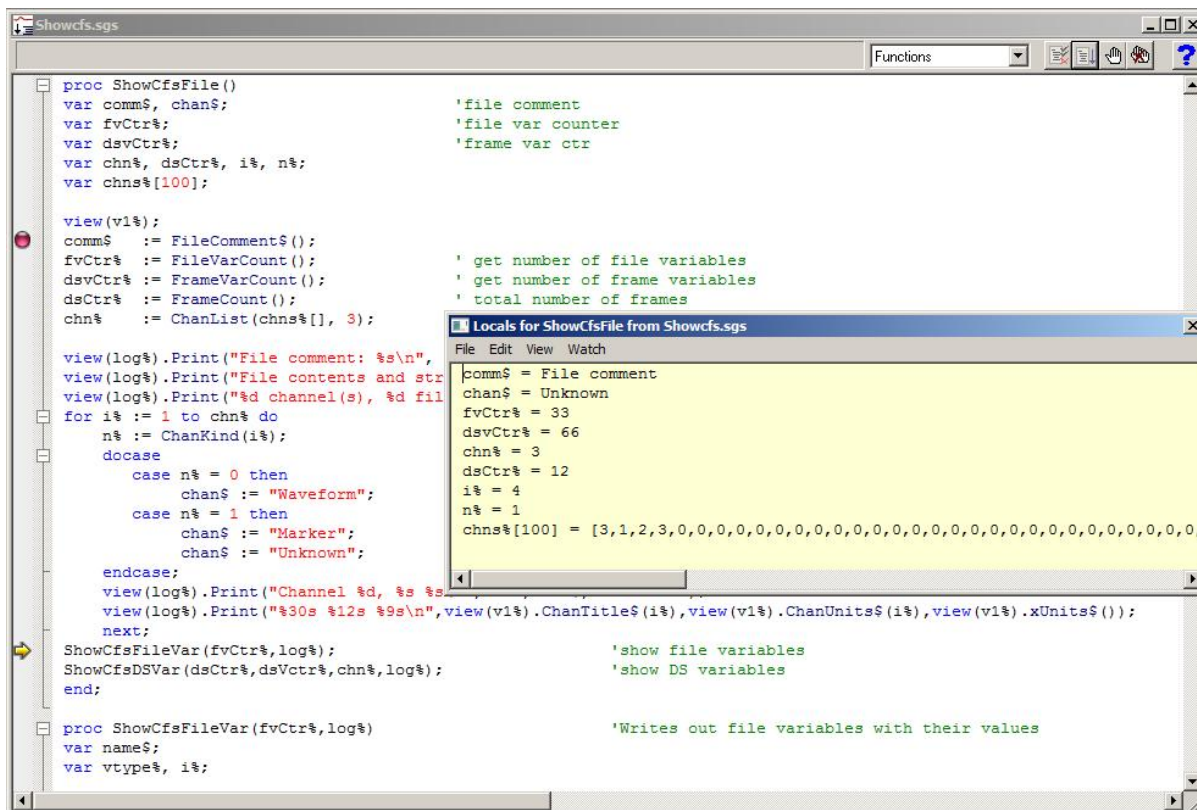 Showcfs.sgs
Functions
proc ShowCfsFile()
var comm$, chan$; 'file comment
var fvCtr%; 'file var counter
var dsvCtr%; 'frame var ctr
var chn%, dsCtr%, i%, n%;
var chns%[100];
view(v1%);
comm$ := FileComment$();
fvCtr% := FileVarCount(); ' get number of file variables
dsvCtr% := FrameVarCount(); ' get number of frame variables
dsCtr% := FrameCount(); ' total number of frames
chn% := ChanList(chns%[], 3);
view(log%).Print("File comment: %s\n",
view(log%).Print("File contents and str
view(log%).Print("%d channel(s), %d fil
for i% := 1 to chn% do
n% := ChanKind(i%);
docase
case n% = 0 then
chan$ := "Waveform";
case n% = 1 then
chan$ := "Marker";
chan$ := "Unknown";
endcase;
view(log%).Print("Channel %d, %s %s
view(log%).Print("%30s %12s %9s\n",view(v1%).ChanTitle$(i%),view(v1%).ChanUnits$(i%),view(v1%).xUnits$());
next;
ShowCfsFileVar(fvCtr%,log%); 'show file variables
ShowCfsDSVar(dsCtr%,dsVctr%,chn%,log%); 'show DS variables
end;
proc ShowCfsFileVar(fvCtr%,log%) 'Writes out file variables with their values
var name$;
var vtype%, i%;
Locals for ShowCfsFile from Showcfs.sgs
File Edit View Watch
comm$ = File comment
chan$ = Unknown
fvCtr% = 33
dsvCtr% = 66
chn% = 3
dsCtr% = 12
i% = 4
n% = 1
chns%[100] = [3,1,2,3,0,0,0,0,0,0,0,0,0,0,0,0,0,0,0,0,0,0,0,0,0,0,0,0,0,0,0,